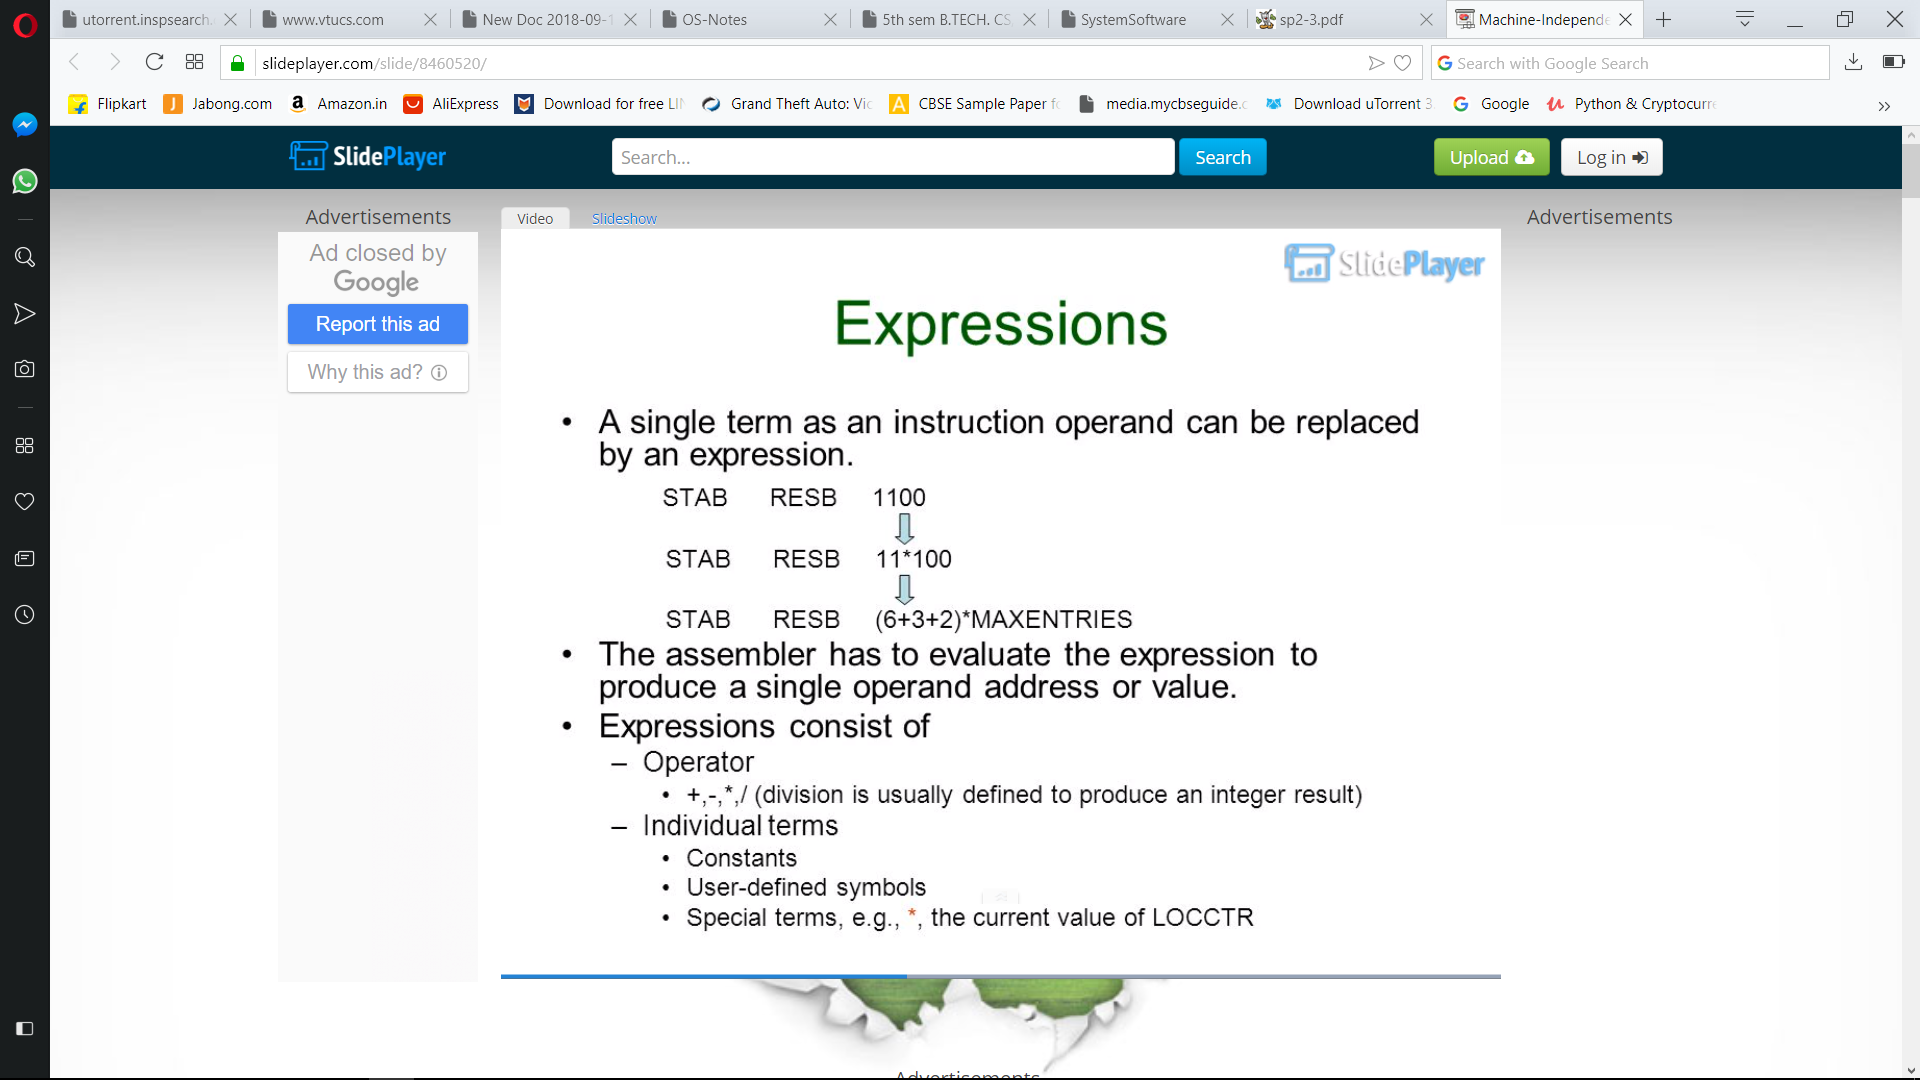 utorrent.inspsearch.
www.vtucs.com
New Doc 2018-09-1
OS-Notes
5th sem B.TECH. CS,
SystemSoftware
sp2-3.pdf
Machine-Independe
slideplayer.com/slide/8460520/
Search with Google Search
Flipkart
Jabong.com
Amazon.in
AliExpress
Download for free LI
Grand Theft Auto: Vic
CBSE Sample Paper fo
media.mycbseguide.c
Download uTorrent 3.
Google
Python & Cryptocurre
SlidePlayer
Search...
Search
Upload
Log in
Advertisements
Video
Slideshow
Advertisements
Ad closed by
Google
Report this ad
Why this ad?
SlidePlayer
Expressions
• A single term as an instruction operand can be replaced
by an expression.
STAB RESB 1100
STAB RESB 11*100
STAB RESB (6+3+2)*MAXENTRIES
• The assembler has to evaluate the expression to
produce a single operand address or value.
• Expressions consist of
– Operator
• +,-,*,/ (division is usually defined to produce an integer result)
– Individual terms
• Constants
• User-defined symbols
• Special terms, e.g., *, the current value of LOCCTR
Advertisements